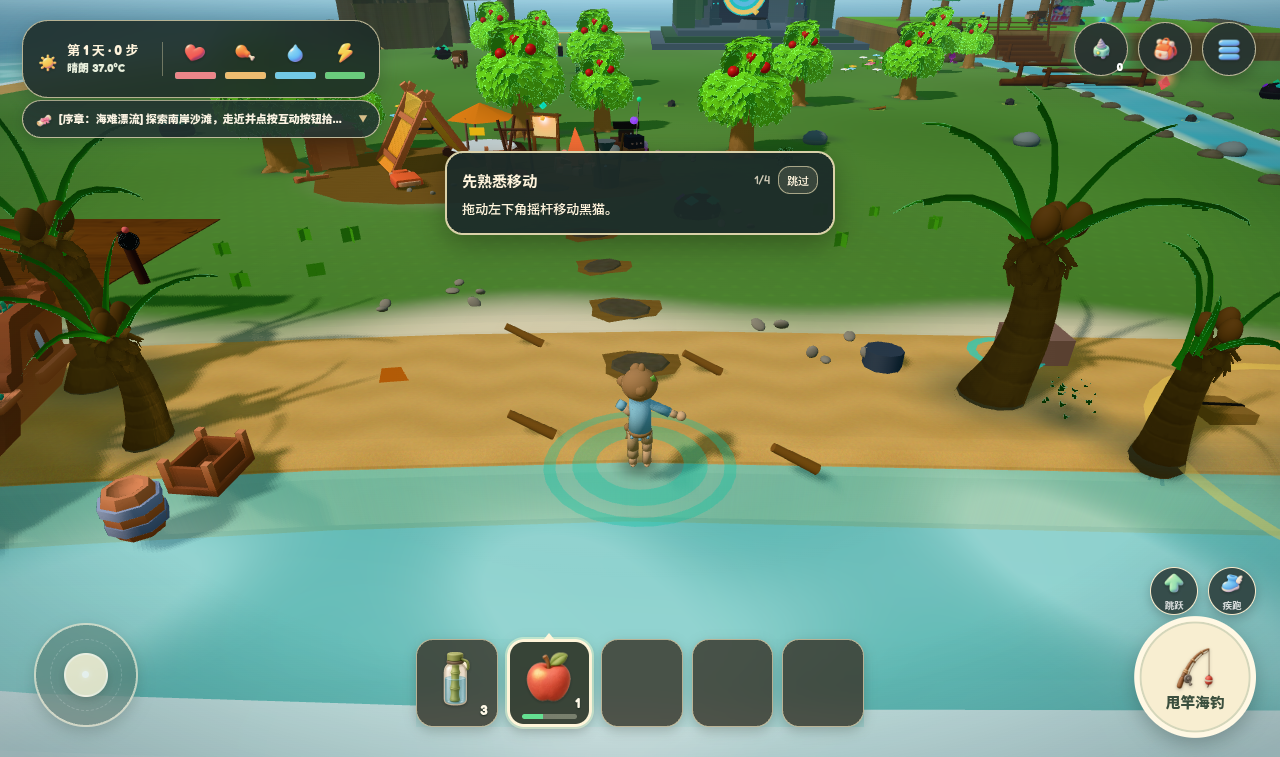 第 1 天 · 0 步
晴朗 37.0°C
[序章：海难漂流] 探索南岸沙滩，走近并点按互动按钮拾...
0
先熟悉移动
1/4
跳过
拖动左下角摇杆移动黑猫。
跳跃
疾跑
3
1
甩竿海钓